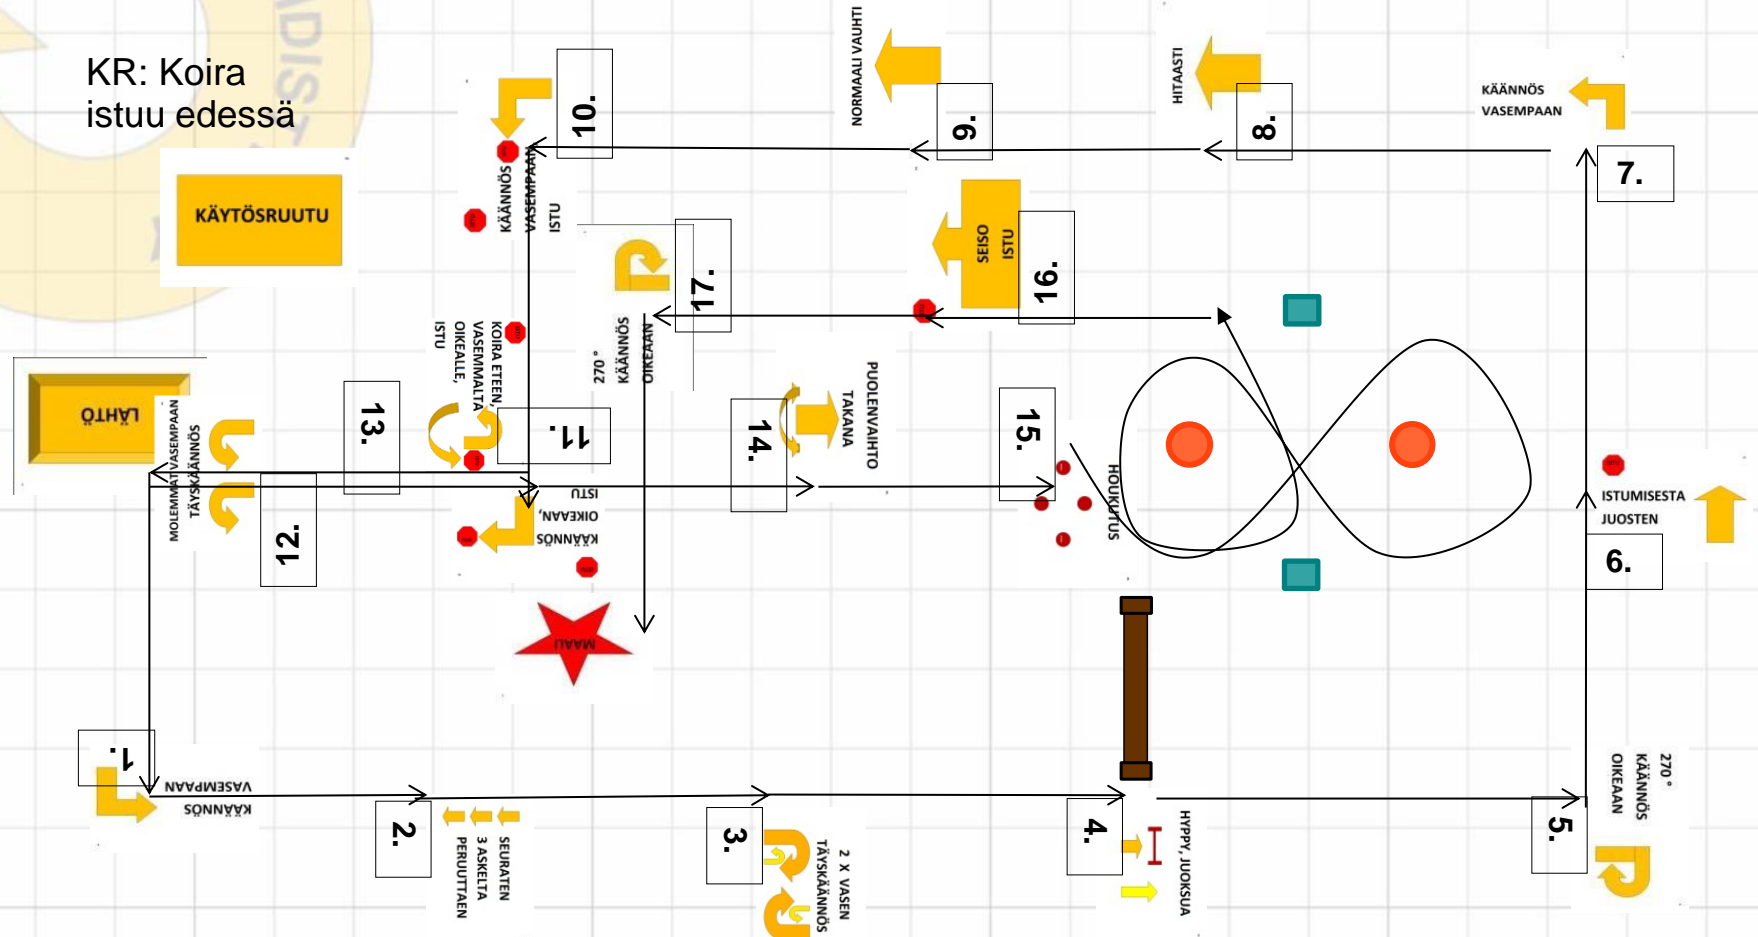 KR: Koira
istuu edessä
KÄYTÖSRUUTU
LÄHTÖ
1.
KÄÄNNÖS
VASEMPAAN
2.
SEURATEN
3 ASKELTA
PERUUTTAEN
3.
2 X VASEN
TÄYSKÄÄNNÖS
4.
HYPPY, JUOKSUA
5.
270°
KÄÄNNÖS
OIKEAAN
6.
ISTUMISESTA
JUOSTEN
7.
KÄÄNNÖS
VASEMPAAN
8.
HITAASTI
9.
NORMAALI VAUHTI
10.
KÄÄNNÖS
VASEMPAAN
ISTU
11.
KÄÄNNÖS
OIKEAAN,
ISTU
12.
MOLEMMAT VASEMPAAN
TÄYSKÄÄNNÖS
13.
KOIRA ETEEN,
VASEMMALTA
OIKEALLE,
ISTU
14.
PUOLENVAIHTO
TAKANA
15.
HOUKUTUS
16.
SEISO
ISTU
17.
270°
KÄÄNNÖS
OIKEAAN
MAALI